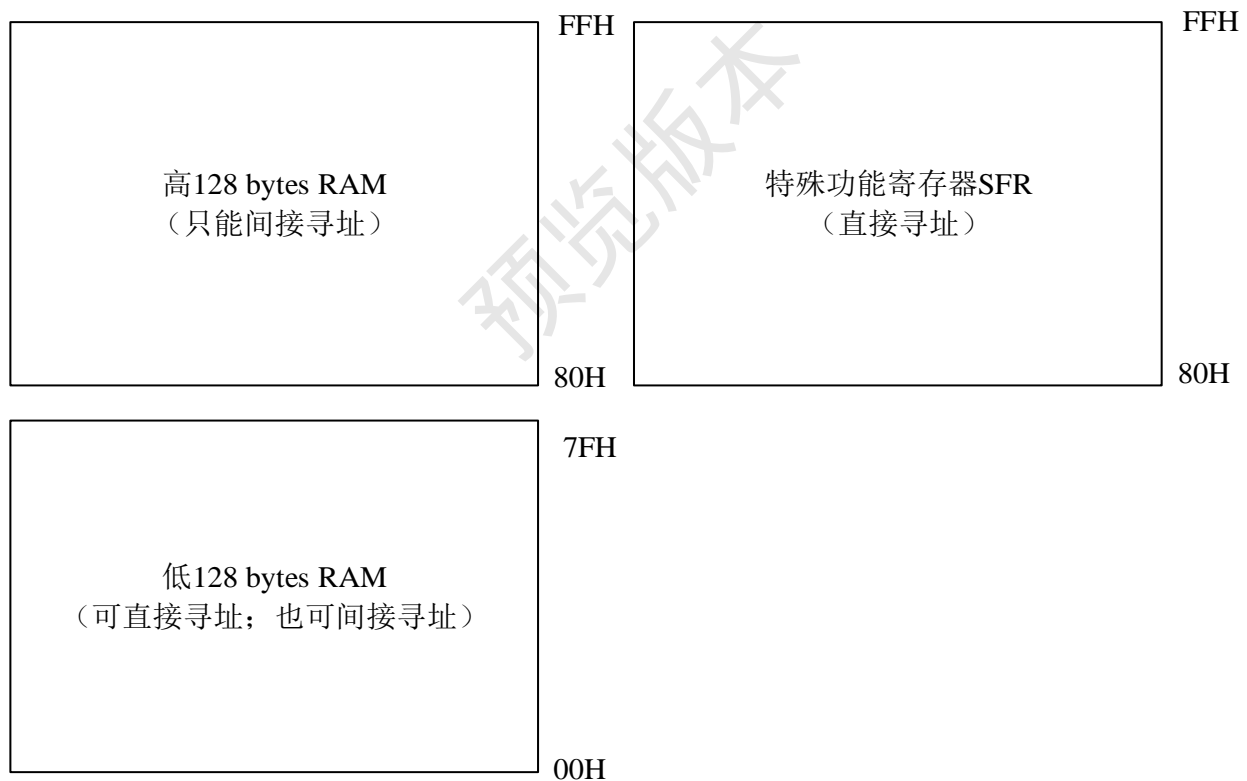 FFH
高128 bytes RAM
（只能间接寻址）
80H
FFH
特殊功能寄存器SFR
（直接寻址）
80H
7FH
低128 bytes RAM
（可直接寻址；也可间接寻址）
00H
预览版本